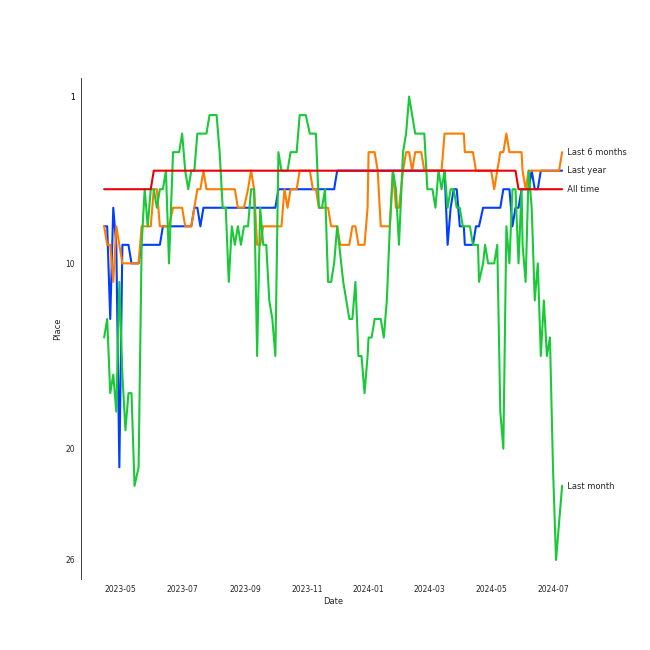 1
10
20
26
Place
2023-05 2023-07 2023-09 2023-11 2024-01 2024-03 2024-05 2024-07
Date
Last 6 months
Last year
All time
Last month